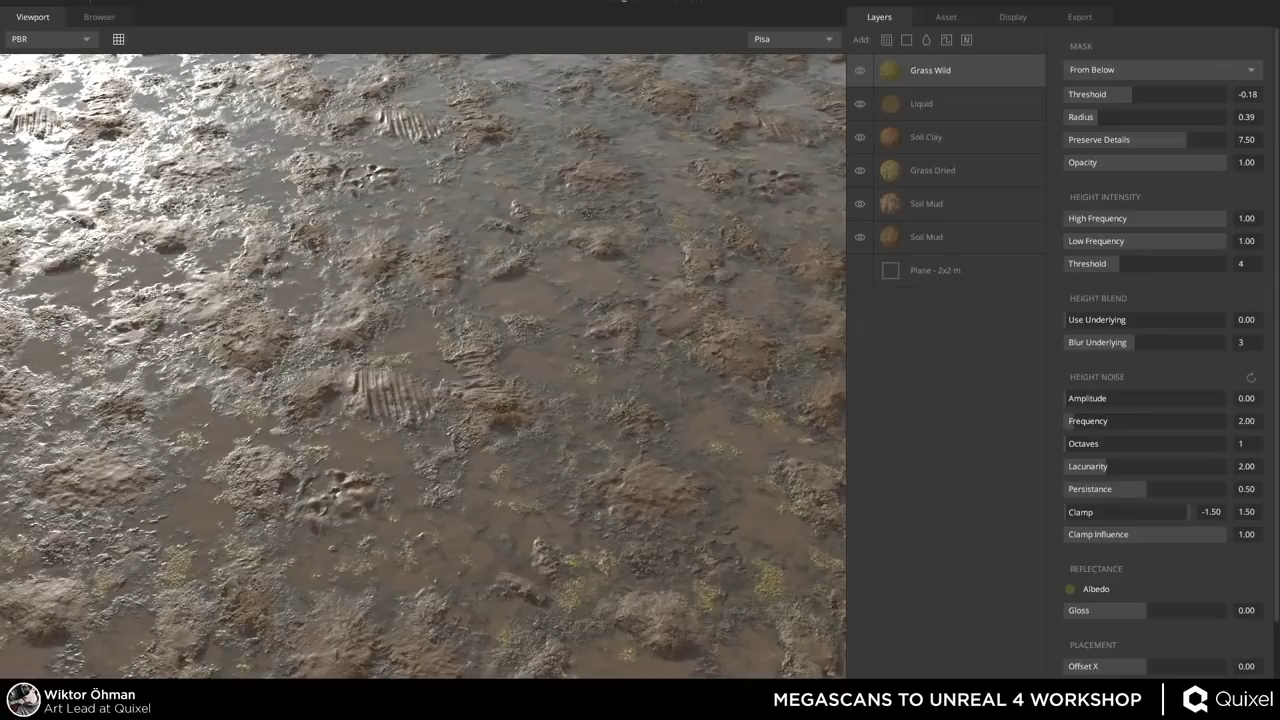 Viewport Browser
PBR
Pisa
Layers Asset Display Export
Add:
Grass Wild
Liquid
Soil Clay
Grass Dried
Soil Mud
Soil Mud
Plane - 2x2 m
MASK
From Below
Threshold -0.18
Radius 0.39
Preserve Details 7.50
Opacity 1.00
HEIGHT INTENSITY
High Frequency 1.00
Low Frequency 1.00
Threshold 4
HEIGHT BLEND
Use Underlying 0.00
Blur Underlying 3
HEIGHT NOISE
Amplitude 0.00
Frequency 2.00
Octaves 1
Lacunarity 2.00
Persistance 0.50
Clamp -1.50 1.50
Clamp Influence 1.00
REFLECTANCE
Albedo
Gloss 0.00
PLACEMENT
Offset X 0.00
Wiktor Öhman
Art Lead at Quixel
MEGASCANS TO UNREAL 4 WORKSHOP
Quixel